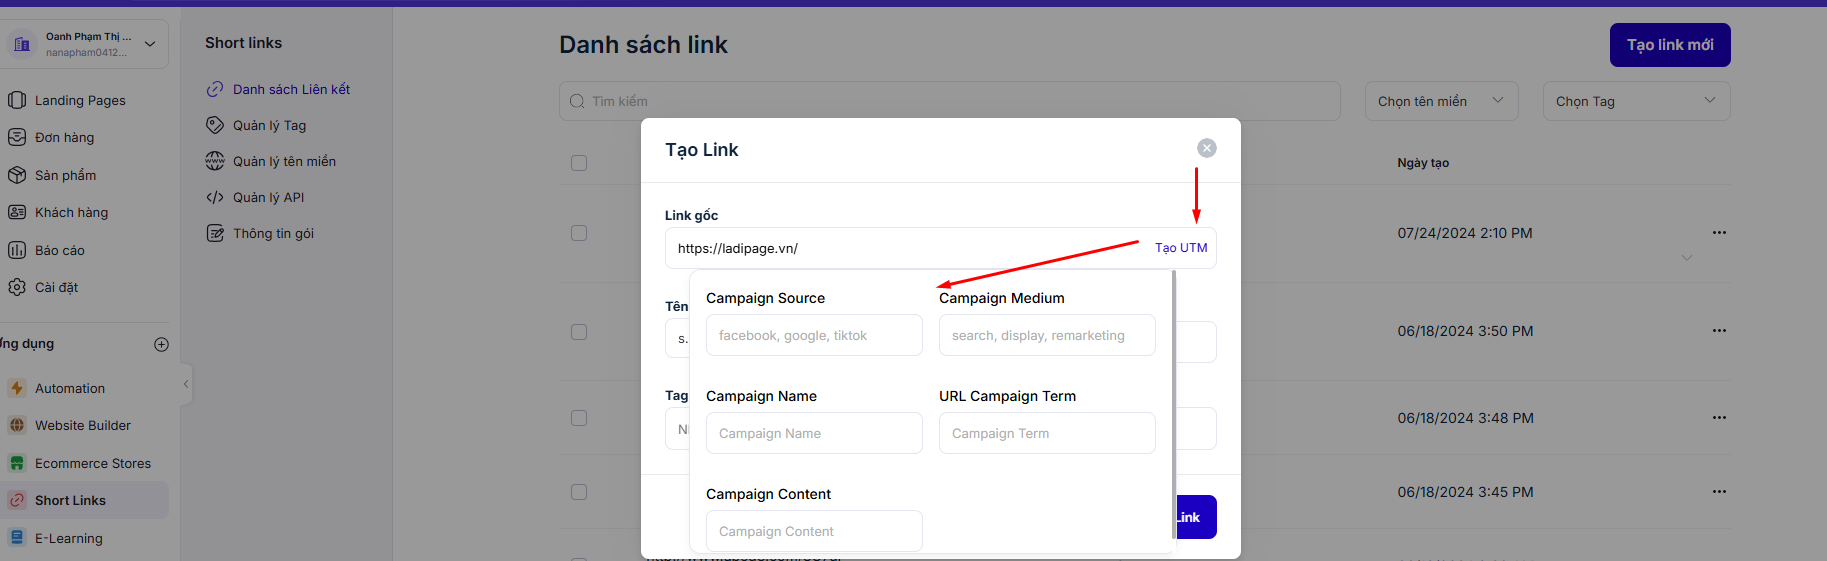 Oanh Phạm Thị ...
nanapham0412...
Landing Pages
Đơn hàng
Sản phẩm
Khách hàng
Báo cáo
Cài đặt
Ứng dụng
Automation
Website Builder
Ecommerce Stores
Short Links
E-Learning
Short links
Danh sách Liên kết
Quản lý Tag
Quản lý tên miền
Quản lý API
Thông tin gói
Danh sách link
Tạo link mới
Tìm kiếm
Chọn tên miền
Chọn Tag
Ngày tạo
07/24/2024 2:10 PM
06/18/2024 3:50 PM
06/18/2024 3:48 PM
06/18/2024 3:45 PM
Tạo Link
Link gốc
https://ladipage.vn/ Tạo UTM
Tên
s.
Tag
Campaign Source Campaign Medium
facebook, google, tiktok search, display, remarketing
Campaign Name URL Campaign Term
Campaign Name Campaign Term
Campaign Content
Campaign Content
Link